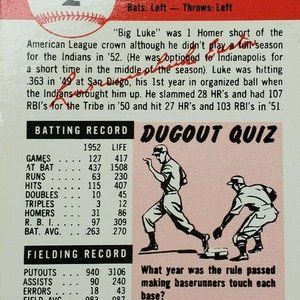 2
Bats: Left — Throws: Left
"Big Luke" was 1 Homer short of the
American League crown although he didn't play full-season
for the Indians in '52. (He was optioned to Indianapolis for
a short time in the middle of the season). Luke was hitting
.363 in '49 at San Diego, his 1st year in organized ball when
the Indians brought him up. He slammed 28 HR's and had 107
RBI's for the Tribe in '50 and hit 27 HR's and 103 RBI's in '51.
BATTING RECORD
1952 LIFE
GAMES 127 417
AT BAT 437 1508
RUNS 63 230
HITS 115 407
DOUBLES 10 45
TRIPLES 3 12
HOMERS 31 86
R. B. I. 97 309
BAT. AVG. .263 .270
FIELDING RECORD
PUTOUTS 940 3106
ASSISTS 240
ERRORS 18 43
FIELD AVG. .983 .987
DUGOUT QUIZ
What year was the rule passed
making baserunners touch each
base?